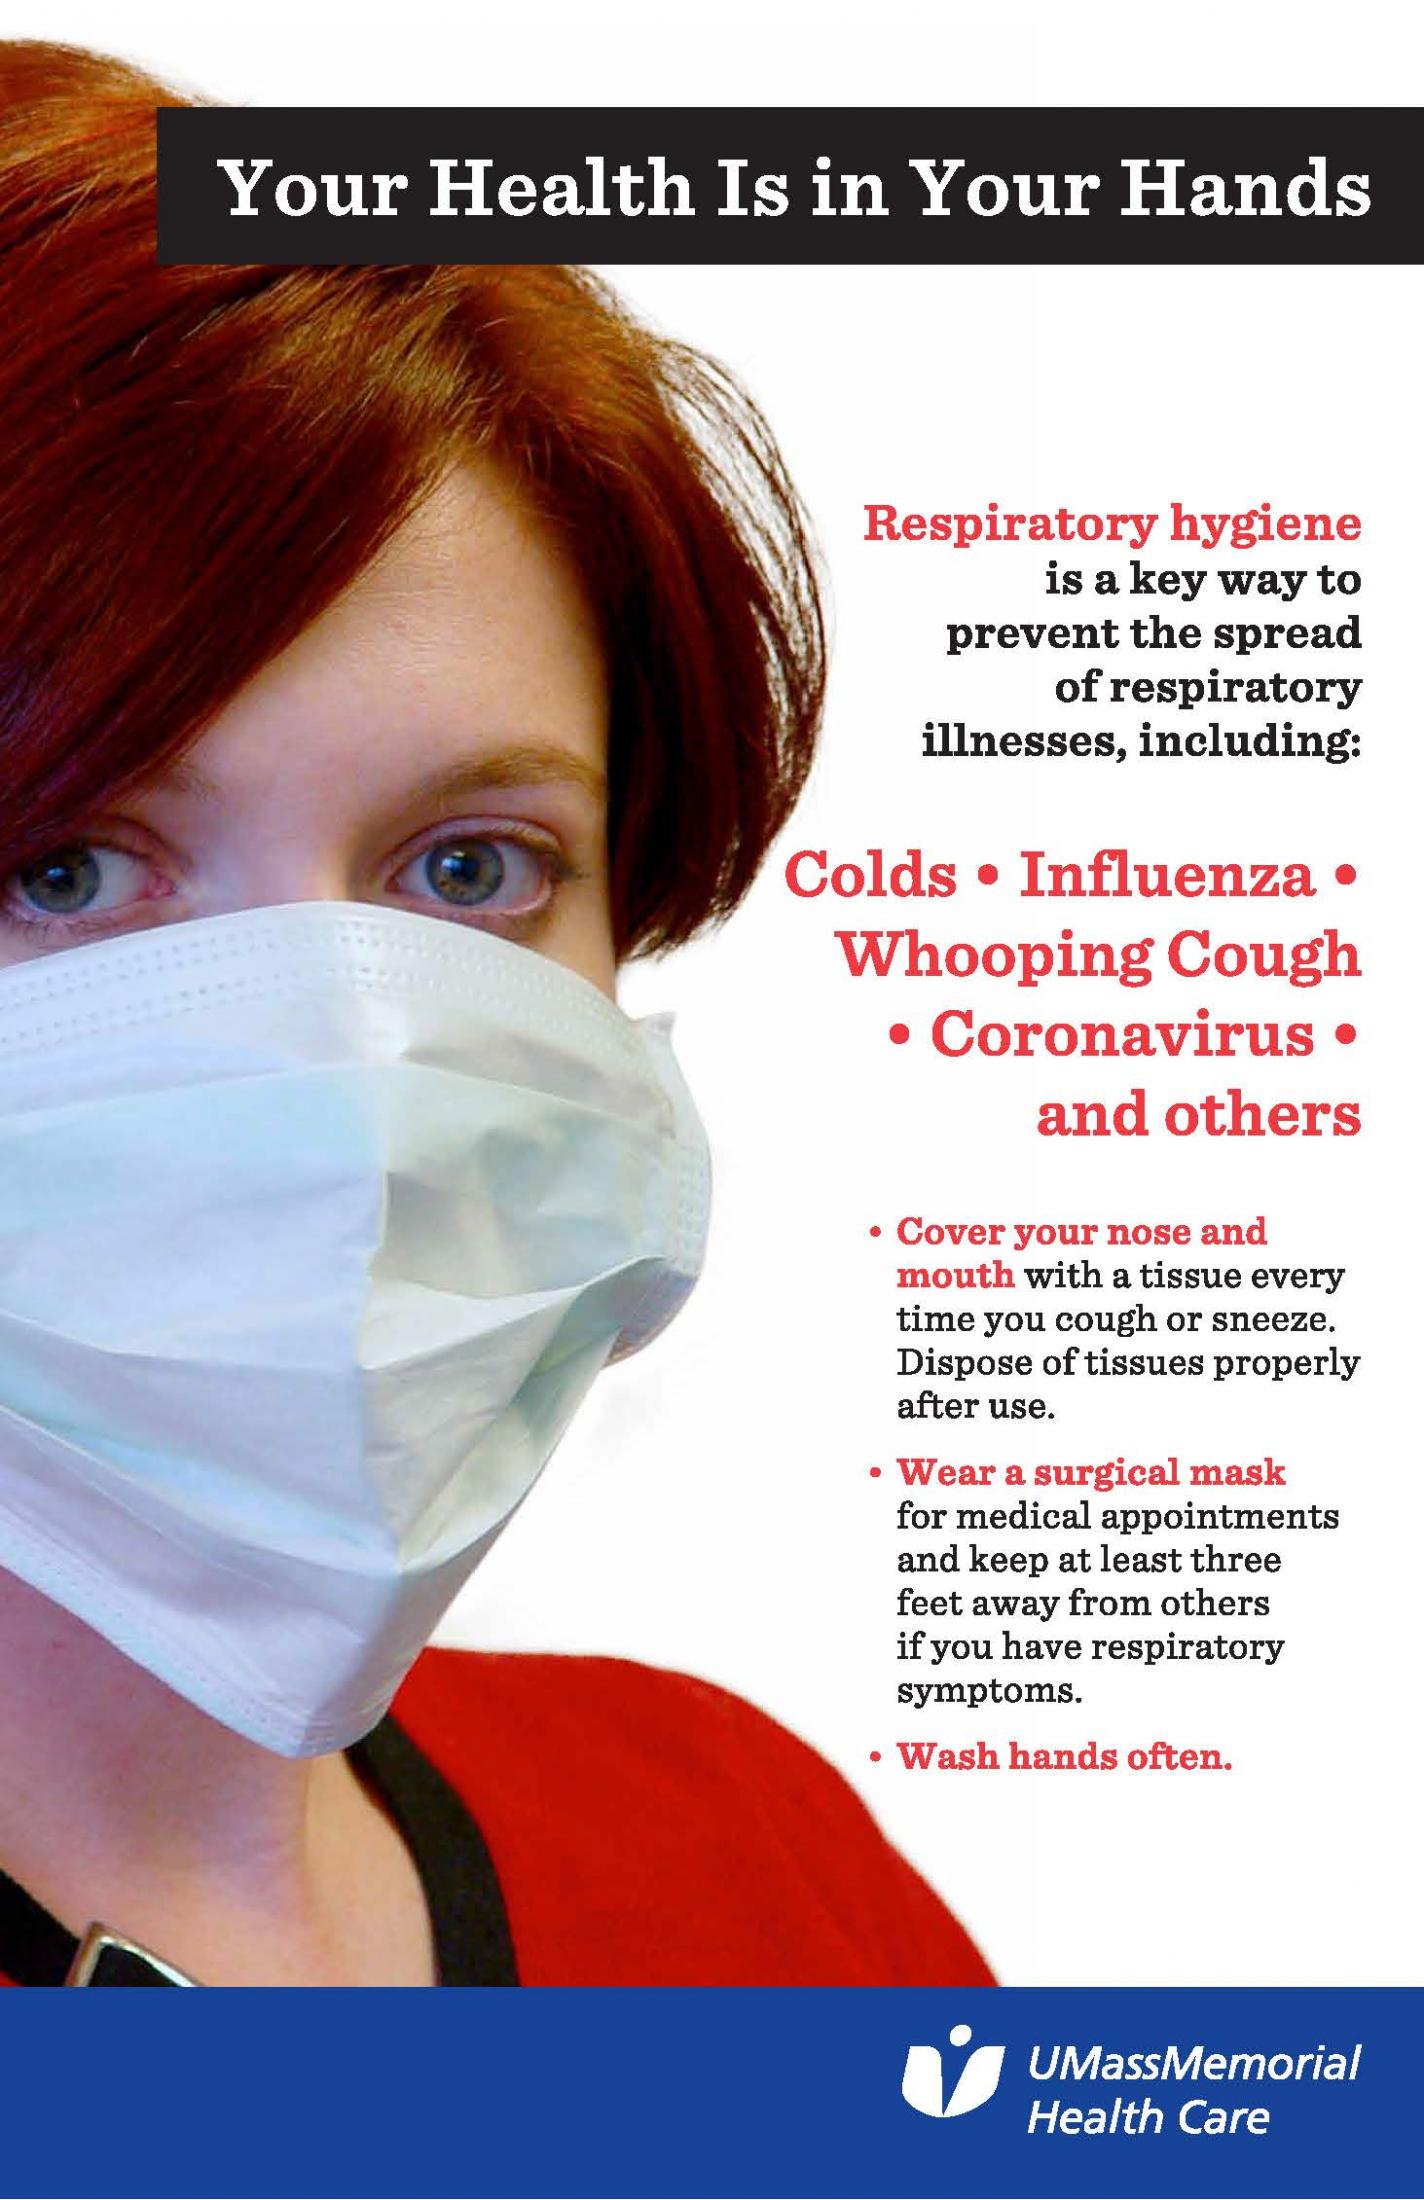 Your Health Is in Your Hands
Respiratory hygiene
is a key way to
prevent the spread
of respiratory
illnesses, including:
Colds • Influenza •
Whooping Cough
• Coronavirus •
and others
• Cover your nose and
mouth with a tissue every
time you cough or sneeze.
Dispose of tissues properly
after use.
• Wear a surgical mask
for medical appointments
and keep at least three
feet away from others
if you have respiratory
symptoms.
• Wash hands often.
UMassMemorial
Health Care